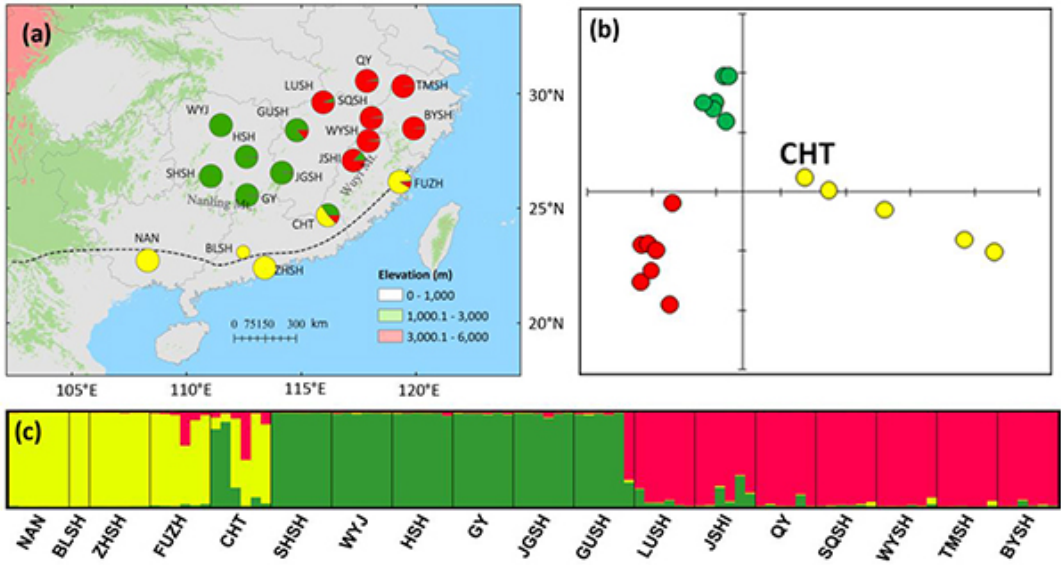 (a)
QY
TMSH
LUSH
SQSH
30°N
WYJ
GUSH
BYSH
WYSH
HSH
JSHI
SHSH
JGSH
Wuyi Mt.
FUZH
Nanling Mt.
GY
25°N
CHT
NAN
BLSH
ZHSH
Elevation (m)
0 - 1,000
0 75150 300 km
1,000.1 - 3,000
20°N
3,000.1 - 6,000
105°E 110°E 115°E 120°E
(b)
CHT
(c)
NAN BLSH ZHSH FUZH CHT SHSH WYJ HSH GY JGSH GUSH LUSH JSHI QY SQSH WYSH TMSH BYSH